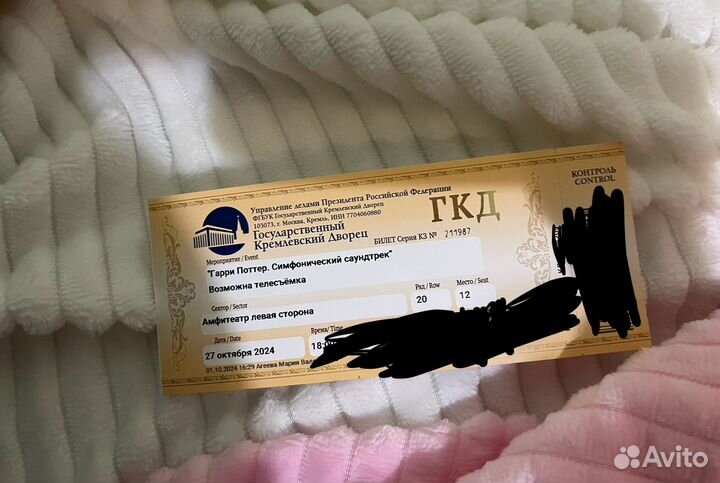 Управление делами Президента Российской Федерации
ФГБУК Государственный Кремлевский Дворец
103073, г. Москва, Кремль, ИНН 7704060880
Государственный
Кремлевский Дворец
ГКД
БИЛЕТ Серия КЗ № 211987
КОНТРОЛЬ
CONTROL
Мероприятие / Event
"Гарри Поттер. Симфонический саундтрек"
Возможна телесъёмка
Сектор / Sector
Амфитеатр левая сторона
Ряд / Row
20
Место / Seat
12
Дата / Date
27 октября 2024
Время/ Time
18
01.10.2024 16:29 Агеева Мария
Avito